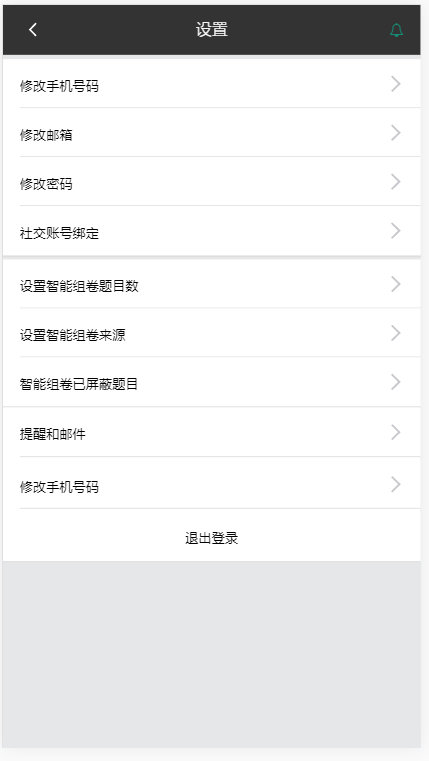 设置
修改手机号码
修改邮箱
修改密码
社交账号绑定
设置智能组卷题目数
设置智能组卷来源
智能组卷已屏蔽题目
提醒和邮件
修改手机号码
退出登录